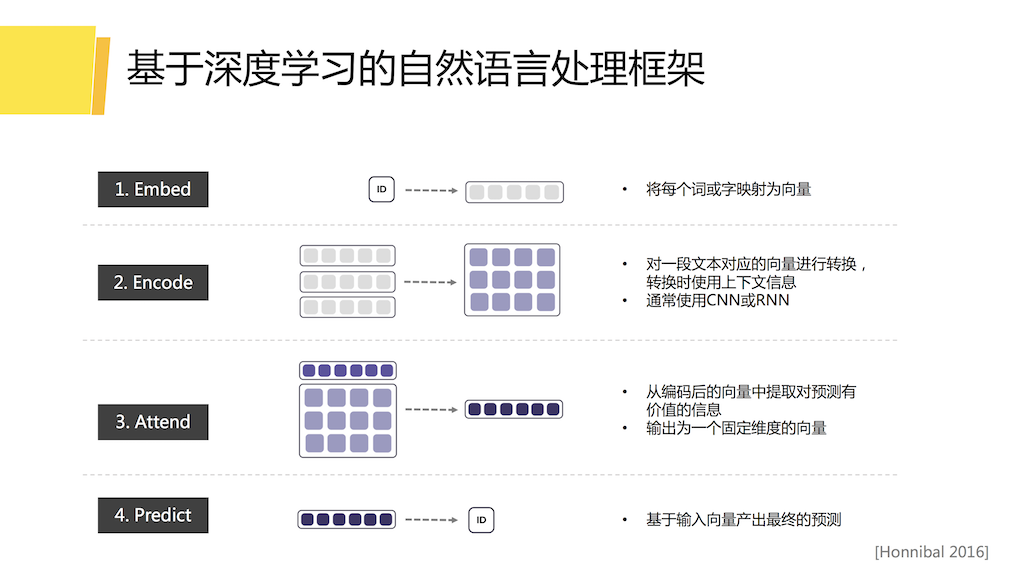 基于深度学习的自然语言处理框架
1. Embed
ID
• 将每个词或字映射为向量
2. Encode
• 对一段文本对应的向量进行转换，
转换时使用上下文信息
• 通常使用CNN或RNN
3. Attend
• 从编码后的向量中提取对预测有
价值的信息
• 输出为一个固定维度的向量
4. Predict
ID
• 基于输入向量产出最终的预测
[Honnibal 2016]